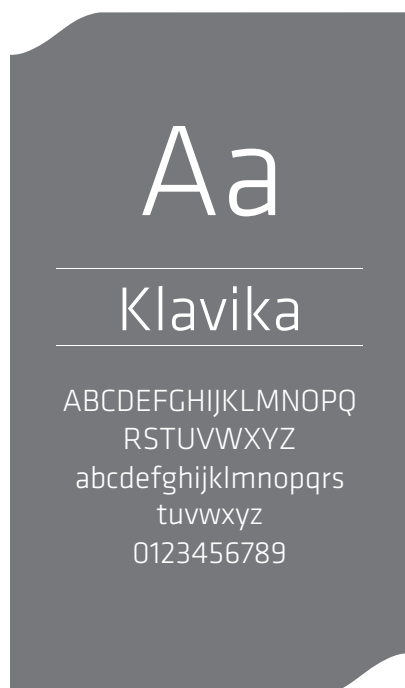 Aa
Klavika
ABCDEFGHIJKLMNOPQ
RSTUVWXYZ
abcdefghijklmnopqrs
tuvwxyz
0123456789